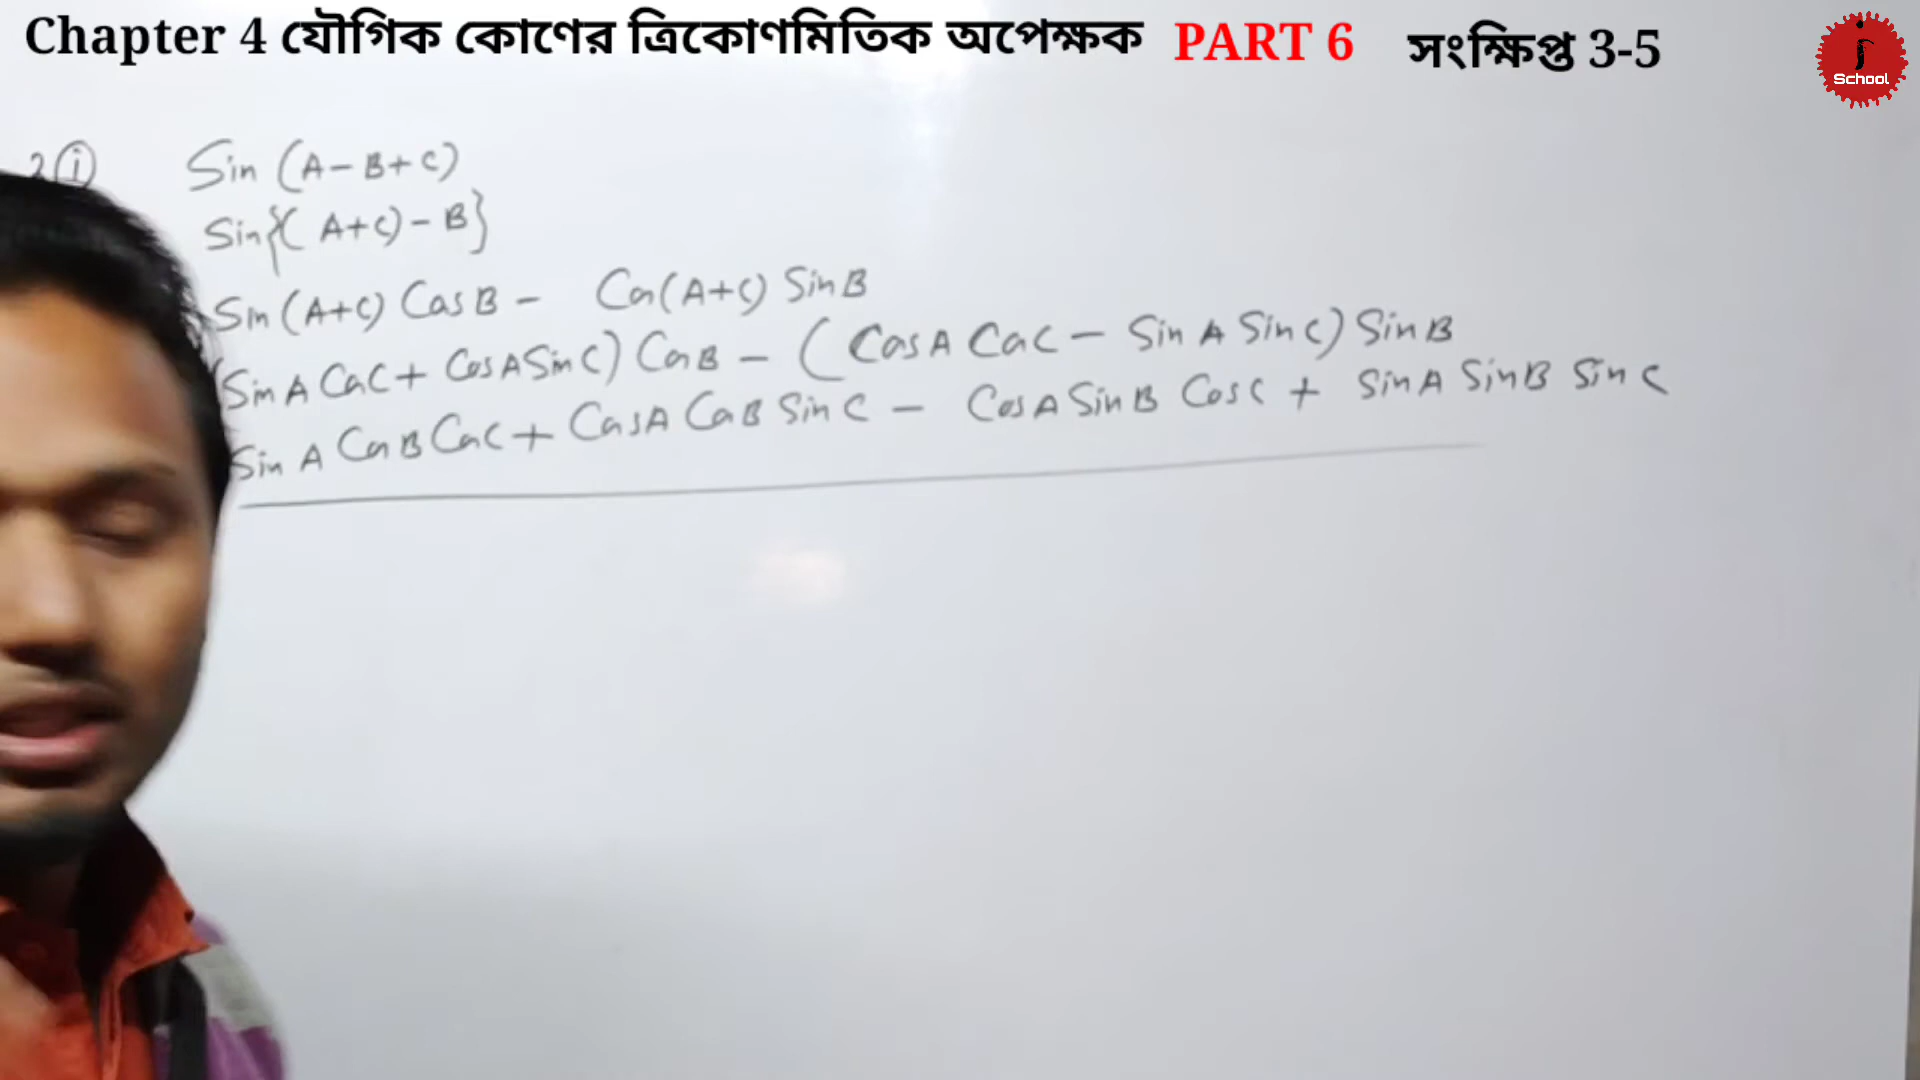 Chapter 4 যৌগিক কোণের ত্রিকোণমিতিক অপেক্ষক PART 6 সংক্ষিপ্ত 3-5
School
2 (i) Sin (A-B+C)
Sin{(A+C)-B}
Sin (A+C) Cos B - Cos(A+C) Sin B
(Sin A Cos C + Cos A Sin C) Cos B - (Cos A Cos C - Sin A Sin C) Sin B
Sin A Cos B Cos C + Cos A Cos B Sin C - Cos A Sin B Cos C + Sin A Sin B Sin C